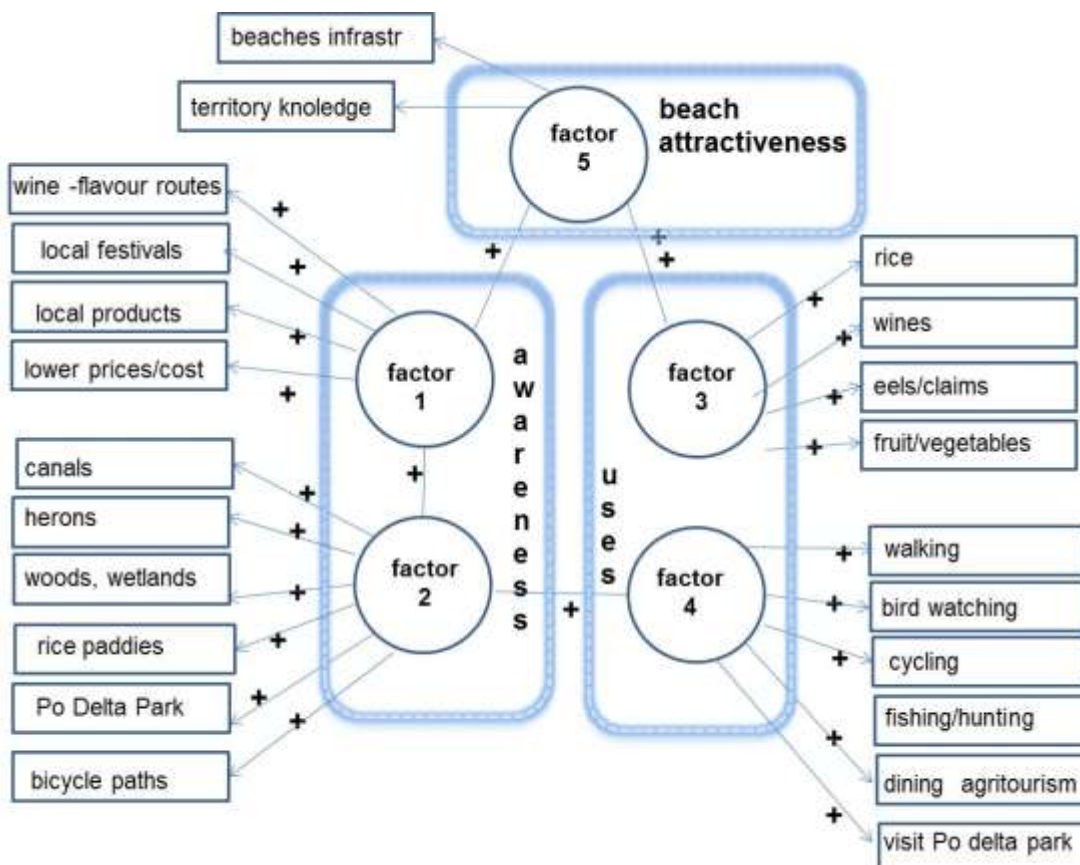 beaches infrastr
territory knoledge
beach
attractiveness
factor
5
wine -flavour routes
local festivals
local products
lower prices/cost
+
+
+
+
+
+
+
factor
1
awareness
+
factor
3
uses
rice
wines
eels/claims
fruit/vegetables
+
+
+
+
canals
herons
woods, wetlands
rice paddies
Po Delta Park
bicycle paths
+
+
+
+
+
+
factor
2
+
factor
4
walking
bird watching
cycling
fishing/hunting
dining agritourism
visit Po delta park
+
+
+
+
+